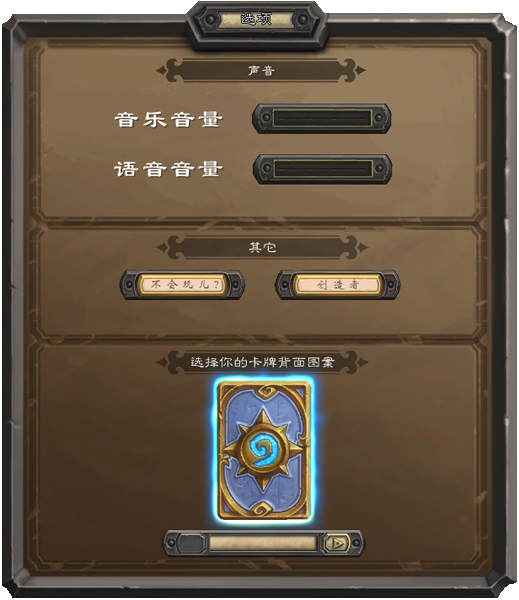 选项
声音
音乐音量
语音音量
其它
不会玩儿?
创造者
选择你的卡牌背面图案